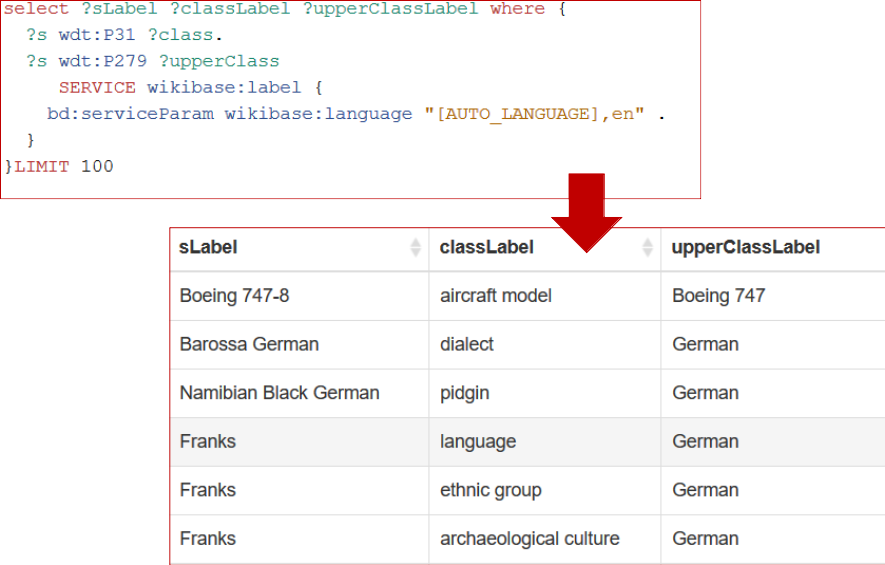 select ?sLabel ?classLabel ?upperClassLabel where {
?s wdt:P31 ?class.
?s wdt:P279 ?upperClass
SERVICE wikibase:label {
bd:serviceParam wikibase:language "[AUTO_LANGUAGE],en" .
}
}LIMIT 100
sLabel classLabel upperClassLabel
Boeing 747-8 aircraft model Boeing 747
Barossa German dialect German
Namibian Black German pidgin German
Franks language German
Franks ethnic group German
Franks archaeological culture German